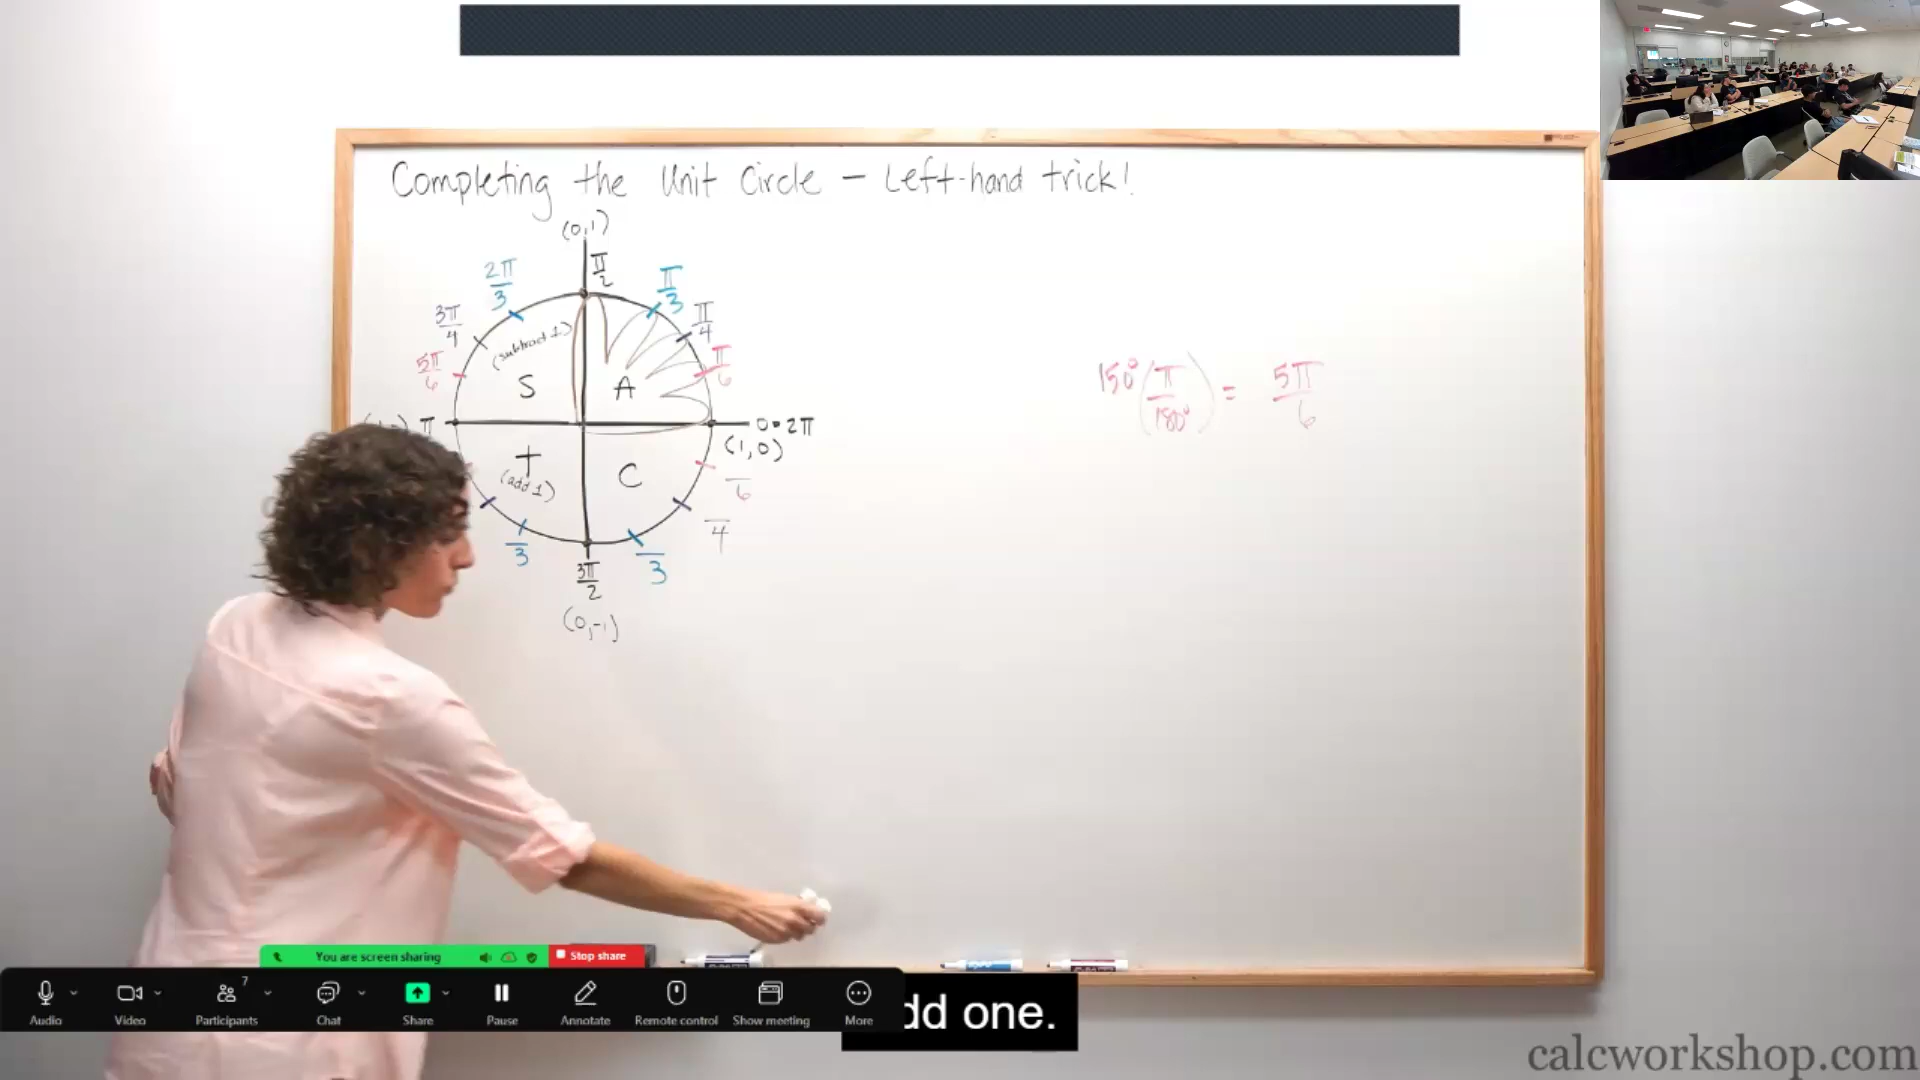 Completing the Unit Circle - Left-hand trick!
(0,1)
π/2
2π/3
π/3
3π/4
π/4
(subtract 1)
5π/6
π/6
S
A
150° (π/180°) = 5π/6
π
0·2π
(1,0)
T
(add 1)
C
/6
/4
/3
/3
3π/2
(0,-1)
You are screen sharing
Stop share
7
Audio
Video
Participants
Chat
Share
Pause
Annotate
Remote control
Show meeting
More
dd one.
calcworkshop.com